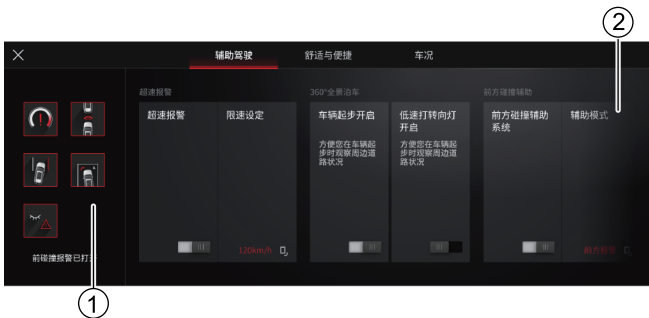 ②
辅助驾驶 舒适与便捷 车况
超速报警 360°全景泊车 前方碰撞辅助
超速报警 限速设定 车辆起步开启 低速打转向灯 前方碰撞辅助 辅助模式
开启 系统
方便您在车辆起 方便您在车辆起
步时观察周边道 步时观察周边道
路状况 路状况
120km/h
前碰撞报警已打
①